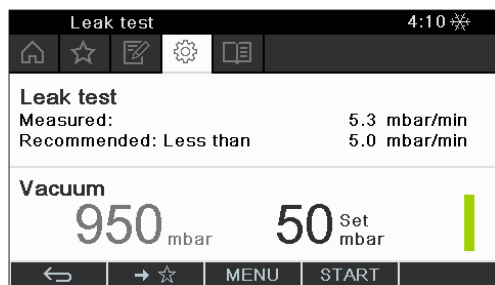 Leak test 4:10
Leak test
Measured: 5.3 mbar/min
Recommended: Less than 5.0 mbar/min
Vacuum
950 mbar 50 Set mbar
MENU START